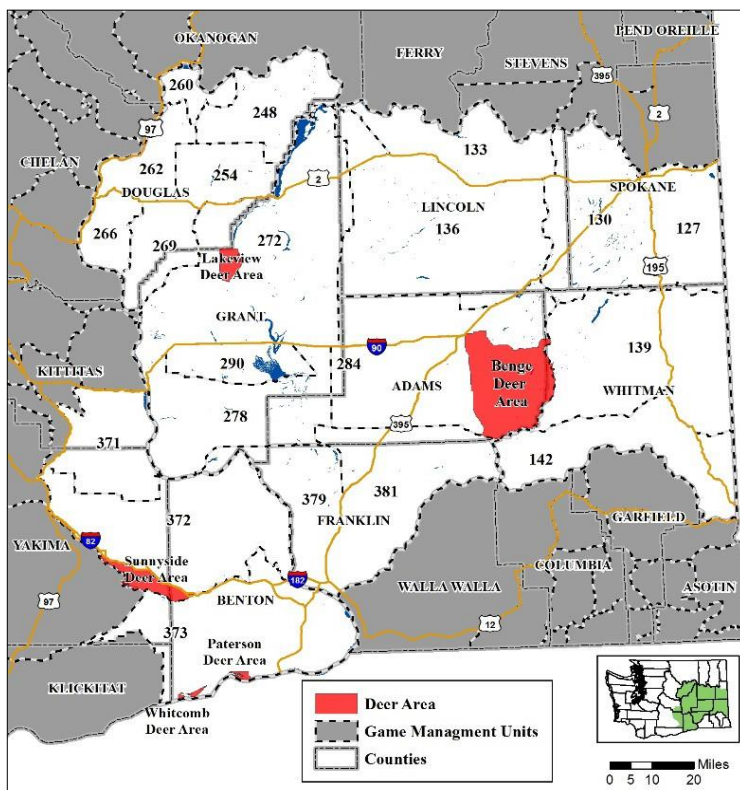 OKANOGAN
PEND OREILLE
FERRY
STEVENS
395
260
248
2
97
133
CHELAN
262
254
2
SPOKANE
DOUGLAS
LINCOLN
130
127
266
269
272
136
Lakeview
Deer Area
195
GRANT
KITTITAS
290
284
90
139
ADAMS
Benge
Deer
Area
WHITMAN
278
395
371
142
379
381
372
FRANKLIN
GARFIELD
YAKIMA
82
Sunnyside
Deer Area
182
COLUMBIA
WALLA WALLA
ASOTIN
97
BENTON
12
373
Paterson
Deer Area
KLICKITAT
Whitcomb
Deer Area
Deer Area
Game Managment Units
Counties
Miles
0 5 10 20